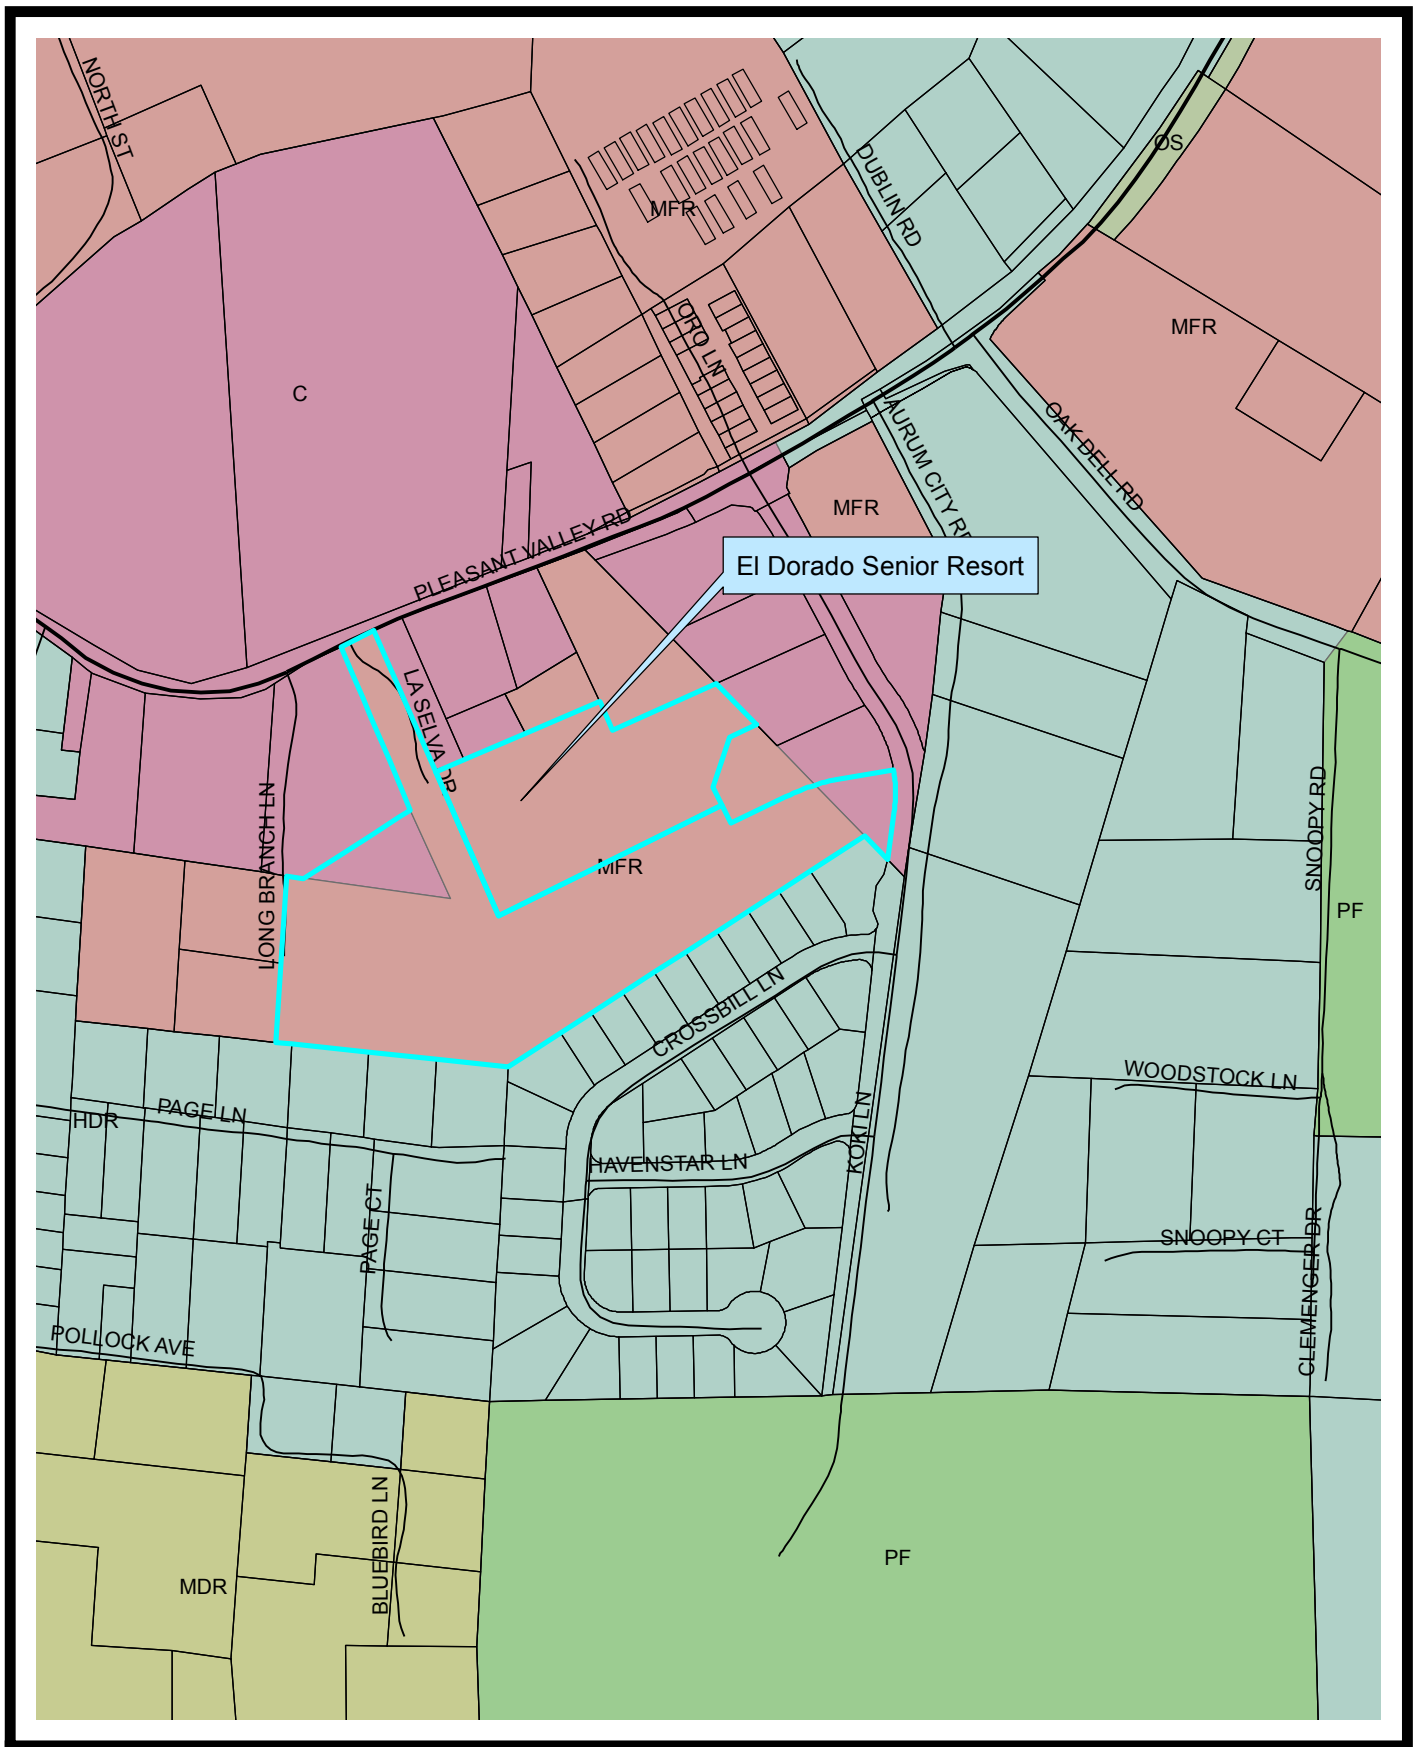 NORTH ST
OS
DUBLIN RD
MFR
MFR
ORO LN
C
OAK DELL RD
AURUM CITY RD
MFR
PLEASANT VALLEY RD
El Dorado Senior Resort
LA SELVA DR
SNOOPY RD
LONG BRANCH LN
MFR
PF
CROSSBILL LN
WOODSTOCK LN
PAGE LN
HDR
KOKI LN
HAVENSTAR LN
PAGE CT
SNOOPY CT
CLEMENGER DR
POLLOCK AVE
BLUEBIRD LN
PF
MDR